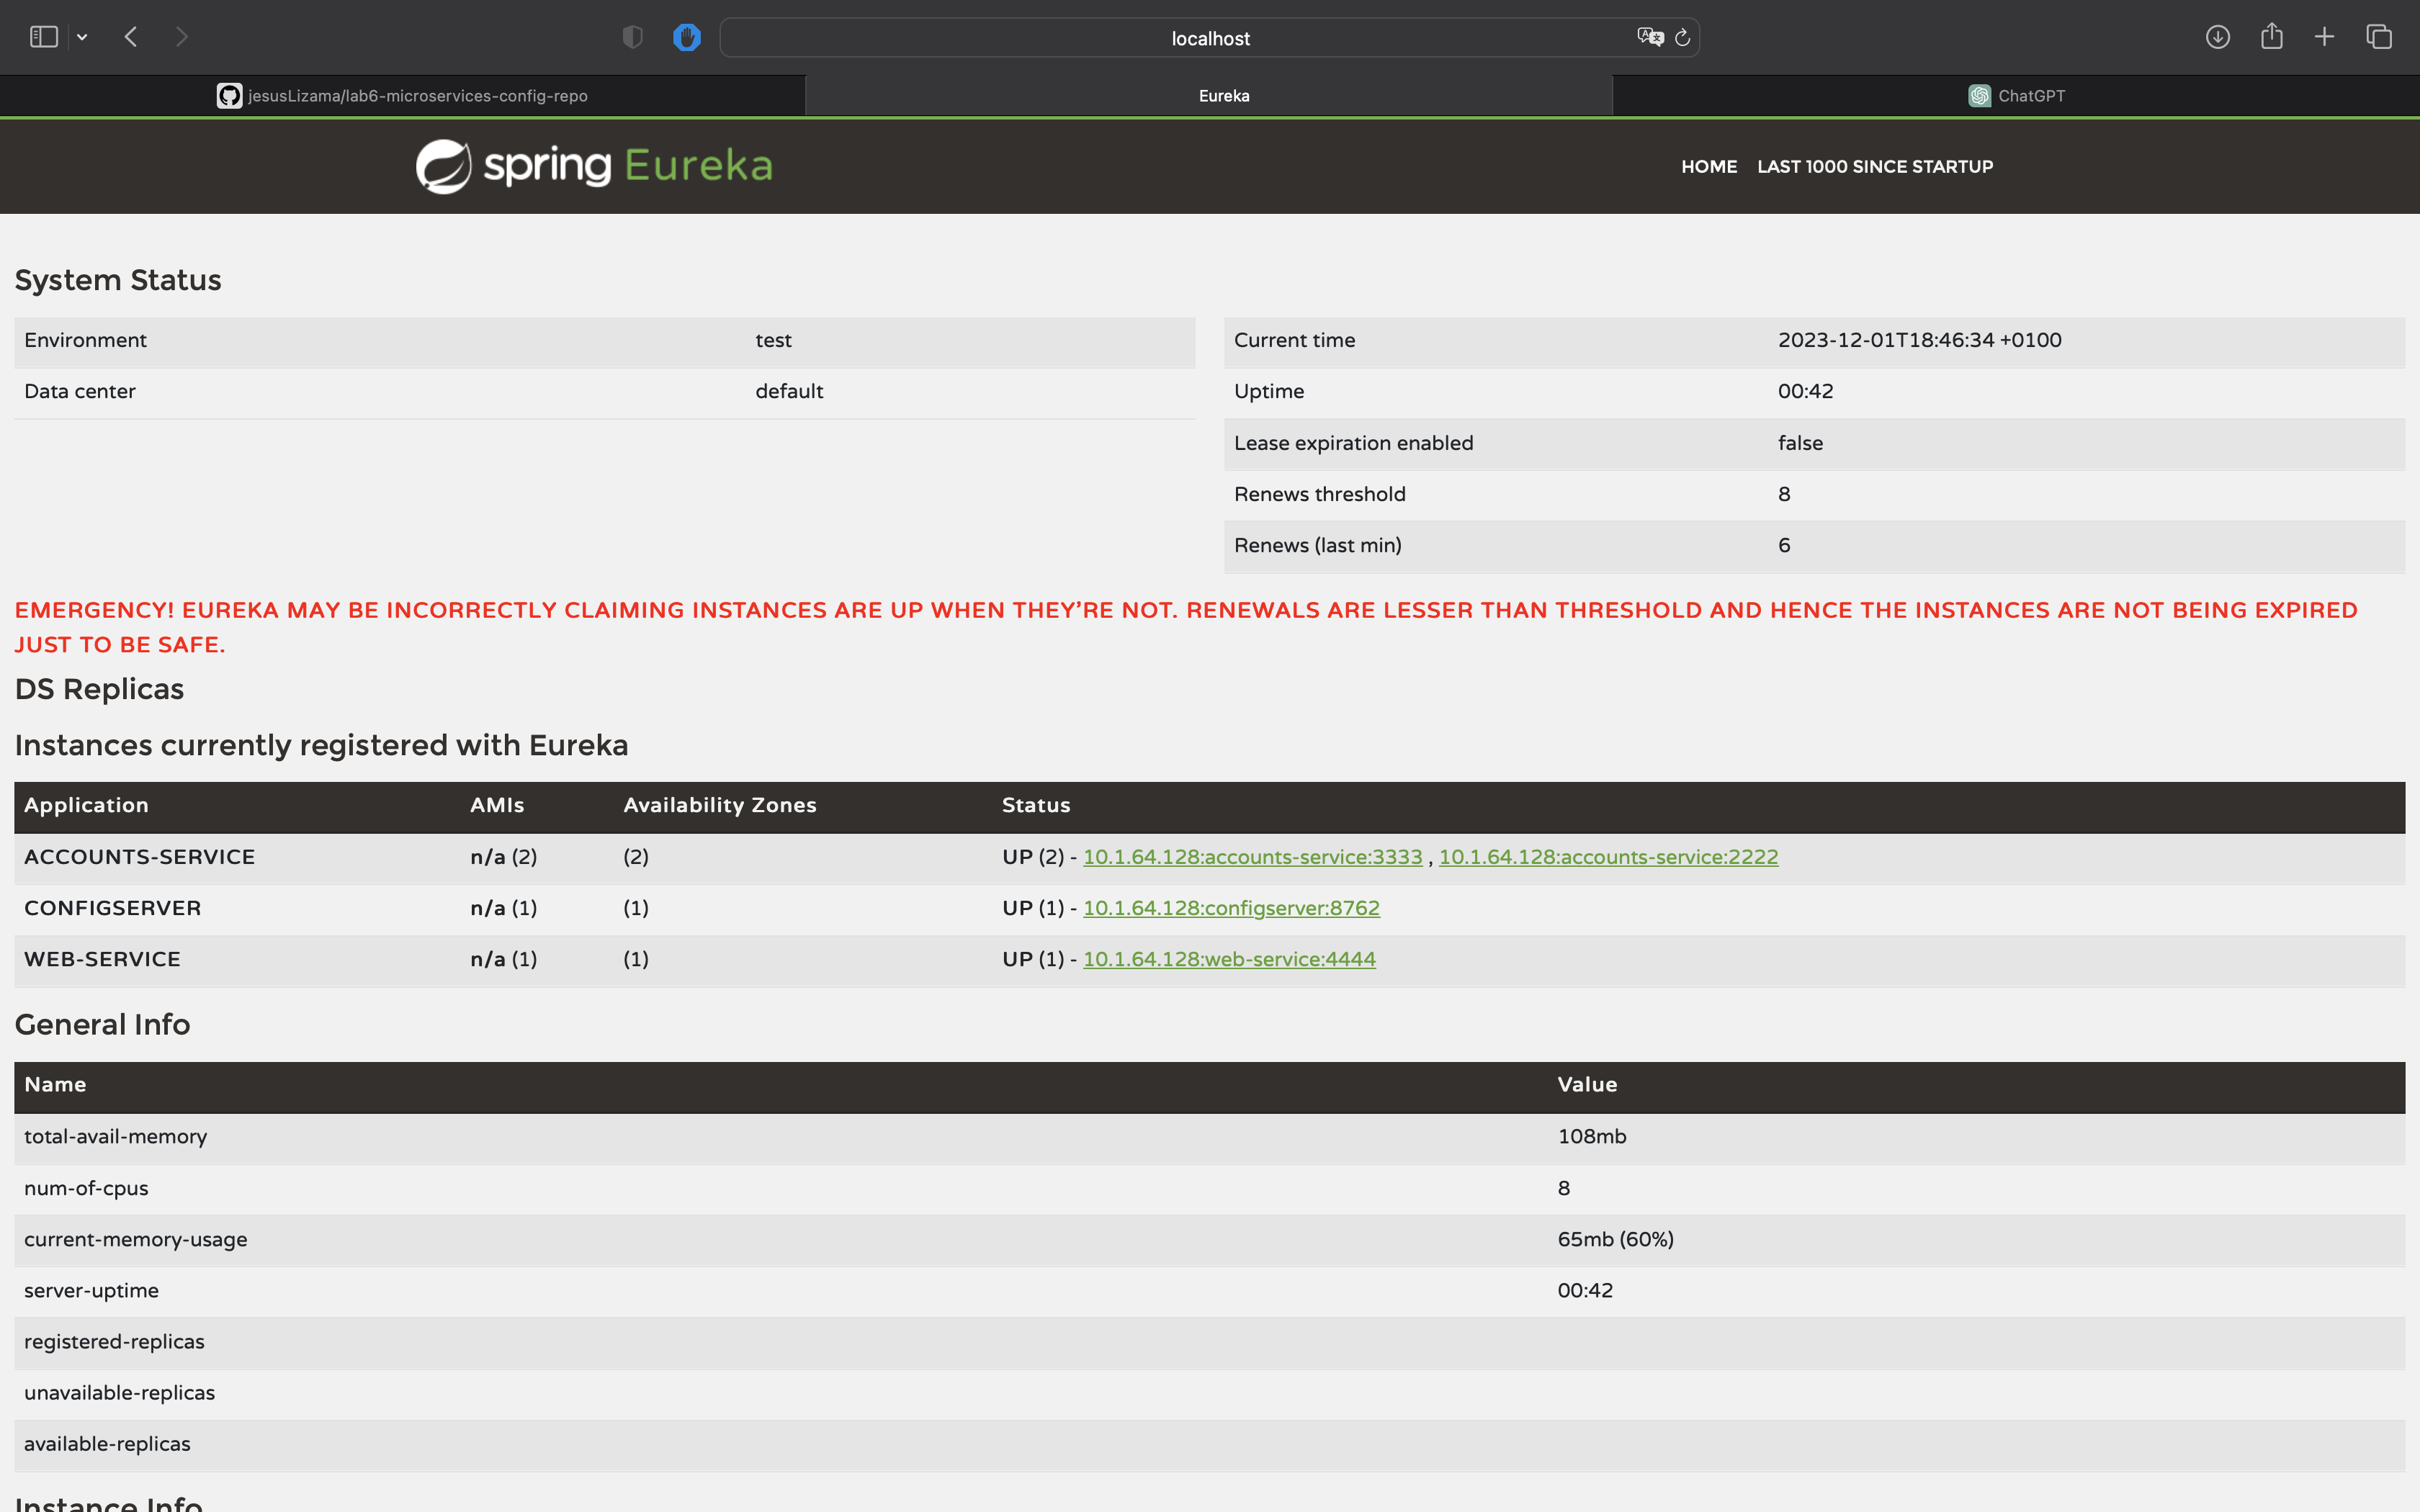 localhost
jesusLizama/lab6-microservices-config-repo
Eureka
ChatGPT
spring Eureka
HOME LAST 1000 SINCE STARTUP
System Status
Environment test
Data center default
Current time 2023-12-01T18:46:34 +0100
Uptime 00:42
Lease expiration enabled false
Renews threshold 8
Renews (last min) 6
EMERGENCY! EUREKA MAY BE INCORRECTLY CLAIMING INSTANCES ARE UP WHEN THEY'RE NOT. RENEWALS ARE LESSER THAN THRESHOLD AND HENCE THE INSTANCES ARE NOT BEING EXPIRED
JUST TO BE SAFE.
DS Replicas
Instances currently registered with Eureka
Application AMIs Availability Zones Status
ACCOUNTS-SERVICE n/a (2) (2) UP (2) - 10.1.64.128:accounts-service:3333 , 10.1.64.128:accounts-service:2222
CONFIGSERVER n/a (1) (1) UP (1) - 10.1.64.128:configserver:8762
WEB-SERVICE n/a (1) (1) UP (1) - 10.1.64.128:web-service:4444
General Info
Name Value
total-avail-memory 108mb
num-of-cpus 8
current-memory-usage 65mb (60%)
server-uptime 00:42
registered-replicas
unavailable-replicas
available-replicas
Instance Info